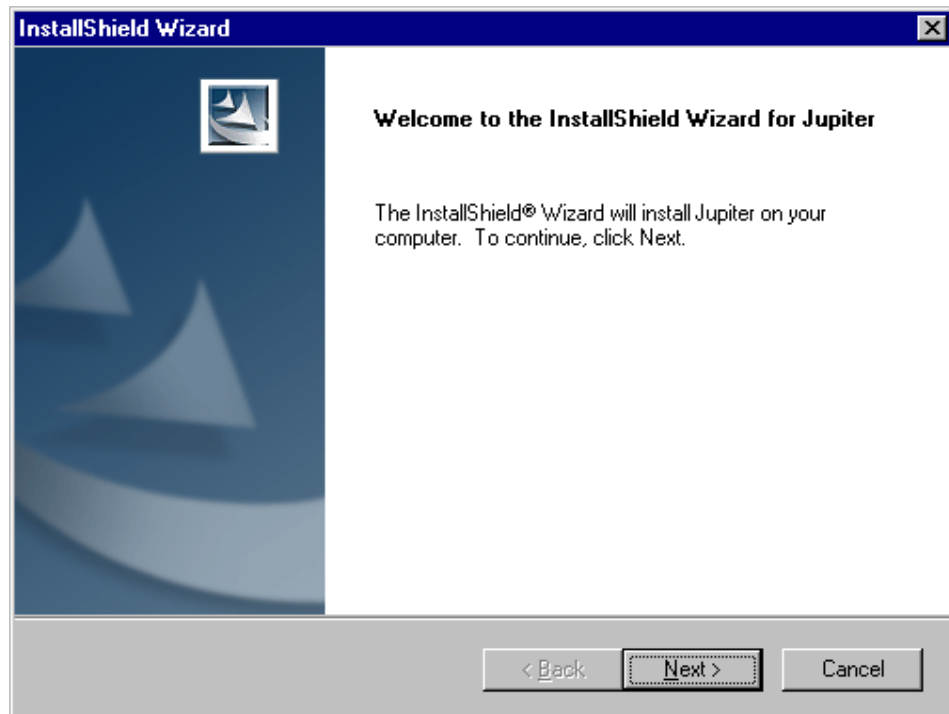 InstallShield Wizard
Welcome to the InstallShield Wizard for Jupiter
The InstallShield® Wizard will install Jupiter on your
computer.  To continue, click Next.
< Back
Next >
Cancel